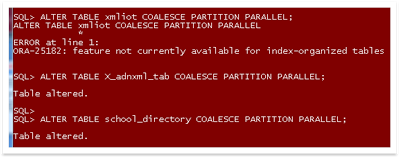 SQL> ALTER TABLE xmliot COALESCE PARTITION PARALLEL;
ALTER TABLE xmliot COALESCE PARTITION PARALLEL
*
ERROR at line 1:
ORA-25182: feature not currently available for index-organized tables
SQL> ALTER TABLE X_adnxml_tab COALESCE PARTITION PARALLEL;
Table altered.
SQL>
SQL> ALTER TABLE school_directory COALESCE PARTITION PARALLEL;
Table altered.